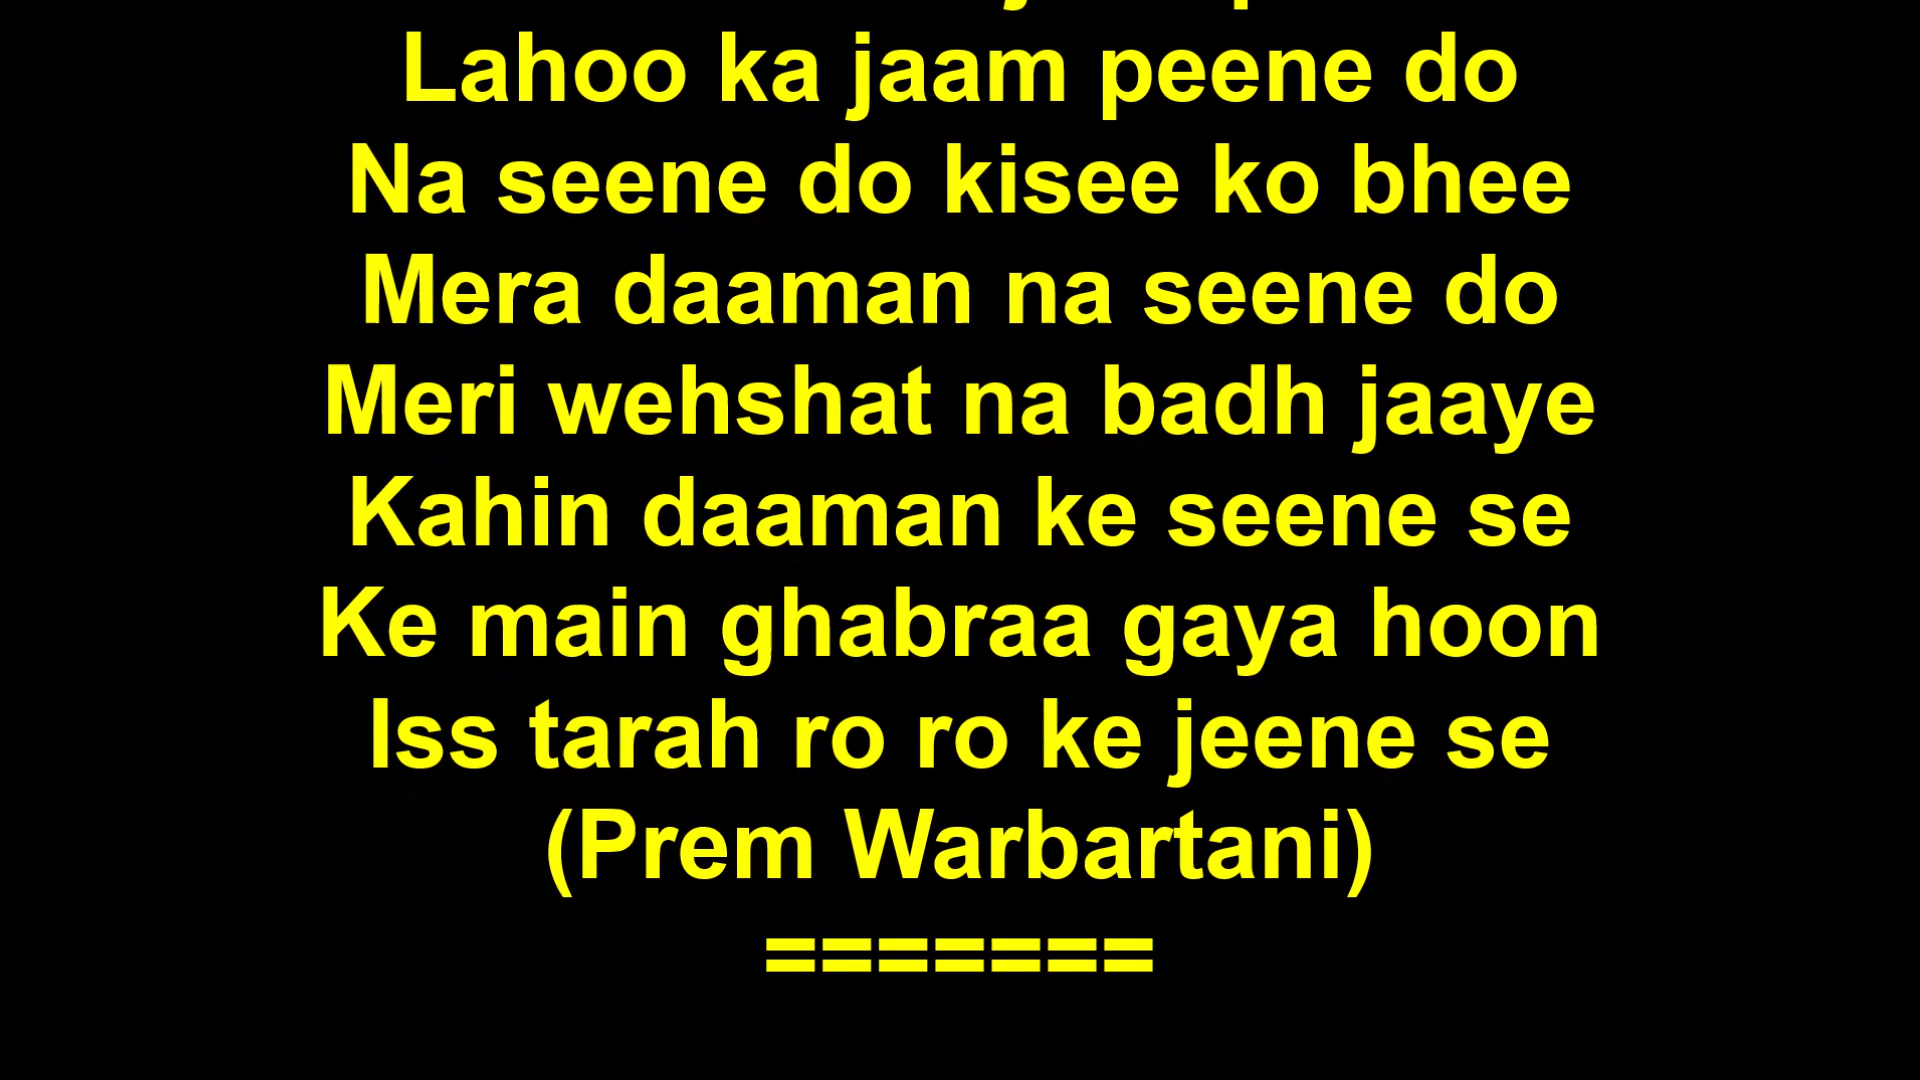 Lahoo ka jaam peene do
Na seene do kisee ko bhee
Mera daaman na seene do
Meri wehshat na badh jaaye
Kahin daaman ke seene se
Ke main ghabraa gaya hoon
Iss tarah ro ro ke jeene se
(Prem Warbartani)
=======